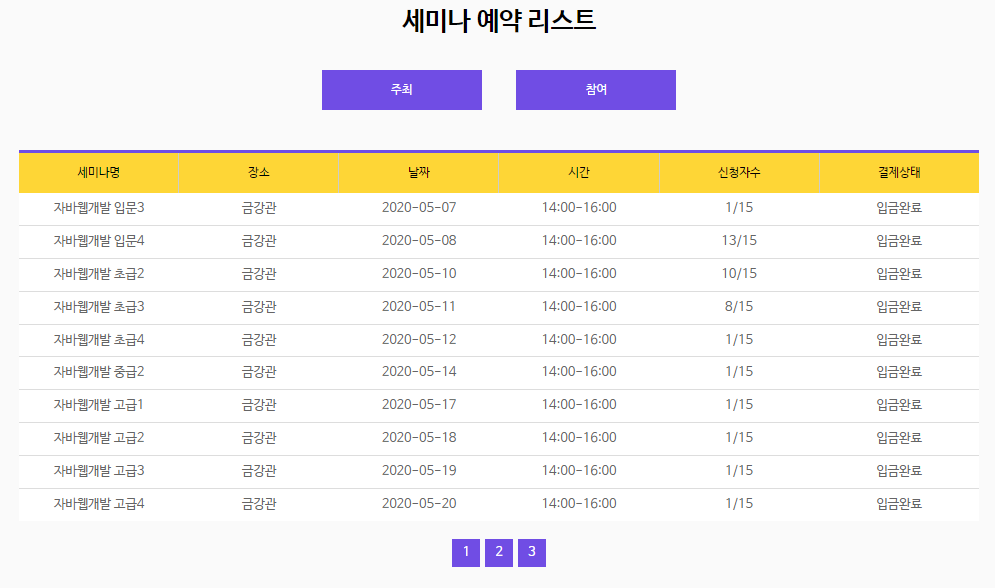 세미나 예약 리스트
주최 참여
세미나명 장소 날짜 시간 신청자수 결제상태
자바웹개발 입문3 금강관 2020-05-07 14:00-16:00 1/15 입금완료
자바웹개발 입문4 금강관 2020-05-08 14:00-16:00 13/15 입금완료
자바웹개발 초급2 금강관 2020-05-10 14:00-16:00 10/15 입금완료
자바웹개발 초급3 금강관 2020-05-11 14:00-16:00 8/15 입금완료
자바웹개발 초급4 금강관 2020-05-12 14:00-16:00 1/15 입금완료
자바웹개발 중급2 금강관 2020-05-14 14:00-16:00 1/15 입금완료
자바웹개발 고급1 금강관 2020-05-17 14:00-16:00 1/15 입금완료
자바웹개발 고급2 금강관 2020-05-18 14:00-16:00 1/15 입금완료
자바웹개발 고급3 금강관 2020-05-19 14:00-16:00 1/15 입금완료
자바웹개발 고급4 금강관 2020-05-20 14:00-16:00 1/15 입금완료
1 2 3